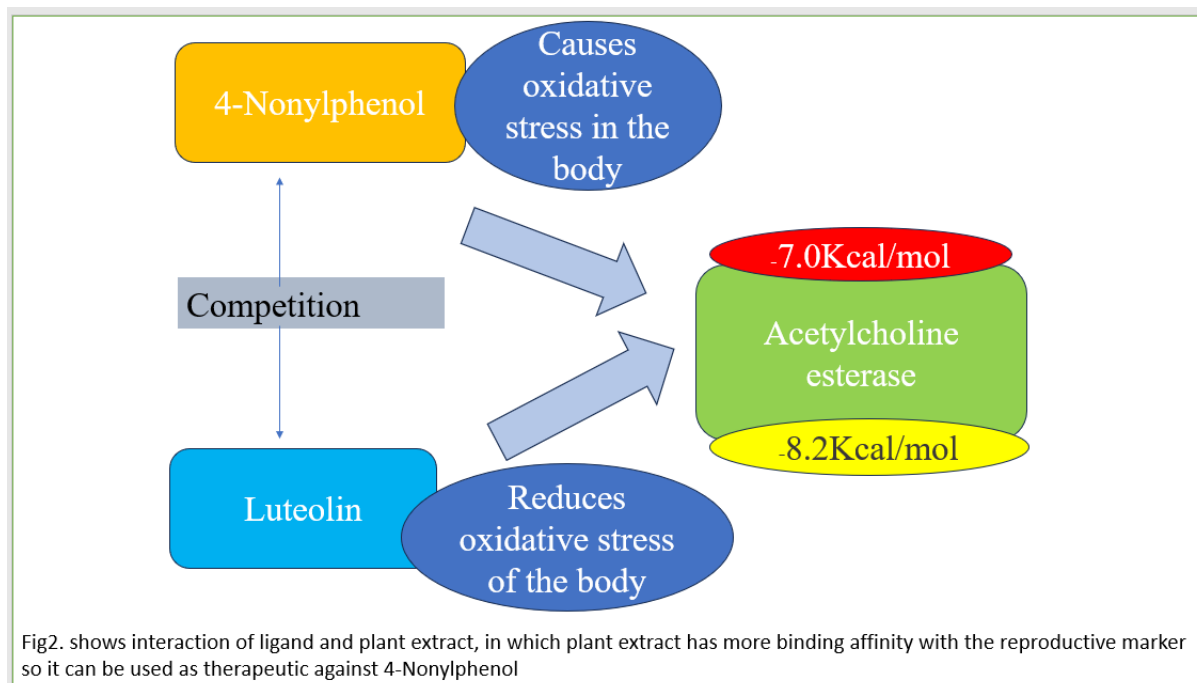 4-Nonylphenol
Causes
oxidative
stress in the
body
-7.0Kcal/mol
Competition
Acetylcholine
esterase
-8.2Kcal/mol
Luteolin
Reduces
oxidative stress
of the body
Fig2. shows interaction of ligand and plant extract, in which plant extract has more binding affinity with the reproductive marker
so it can be used as therapeutic against 4-Nonylphenol